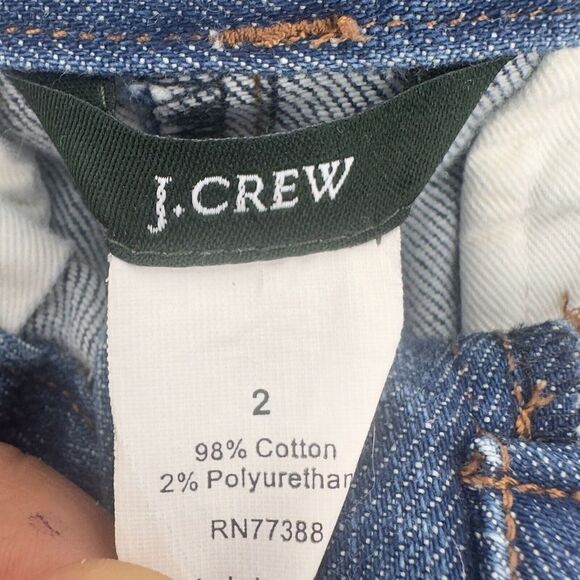 J.CREW
2
98% Cotton
2% Polyurethan
RN77388